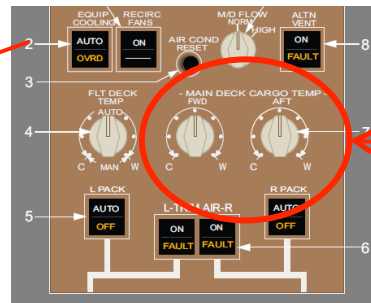 EQUIP COOLING
RECIRC FANS
M/D FLOW
NORM
HIGH
ALTN VENT
2
AUTO
OVRD
ON
AIR COND RESET
ON
FAULT
8
3
FLT DECK TEMP
AUTO
- MAIN DECK CARGO TEMP -
FWD
AFT
4
7
C
MAN
W
C
W
C
W
L PACK
R PACK
5
AUTO
OFF
L-TRIM AIR-R
ON
FAULT
ON
FAULT
AUTO
OFF
6